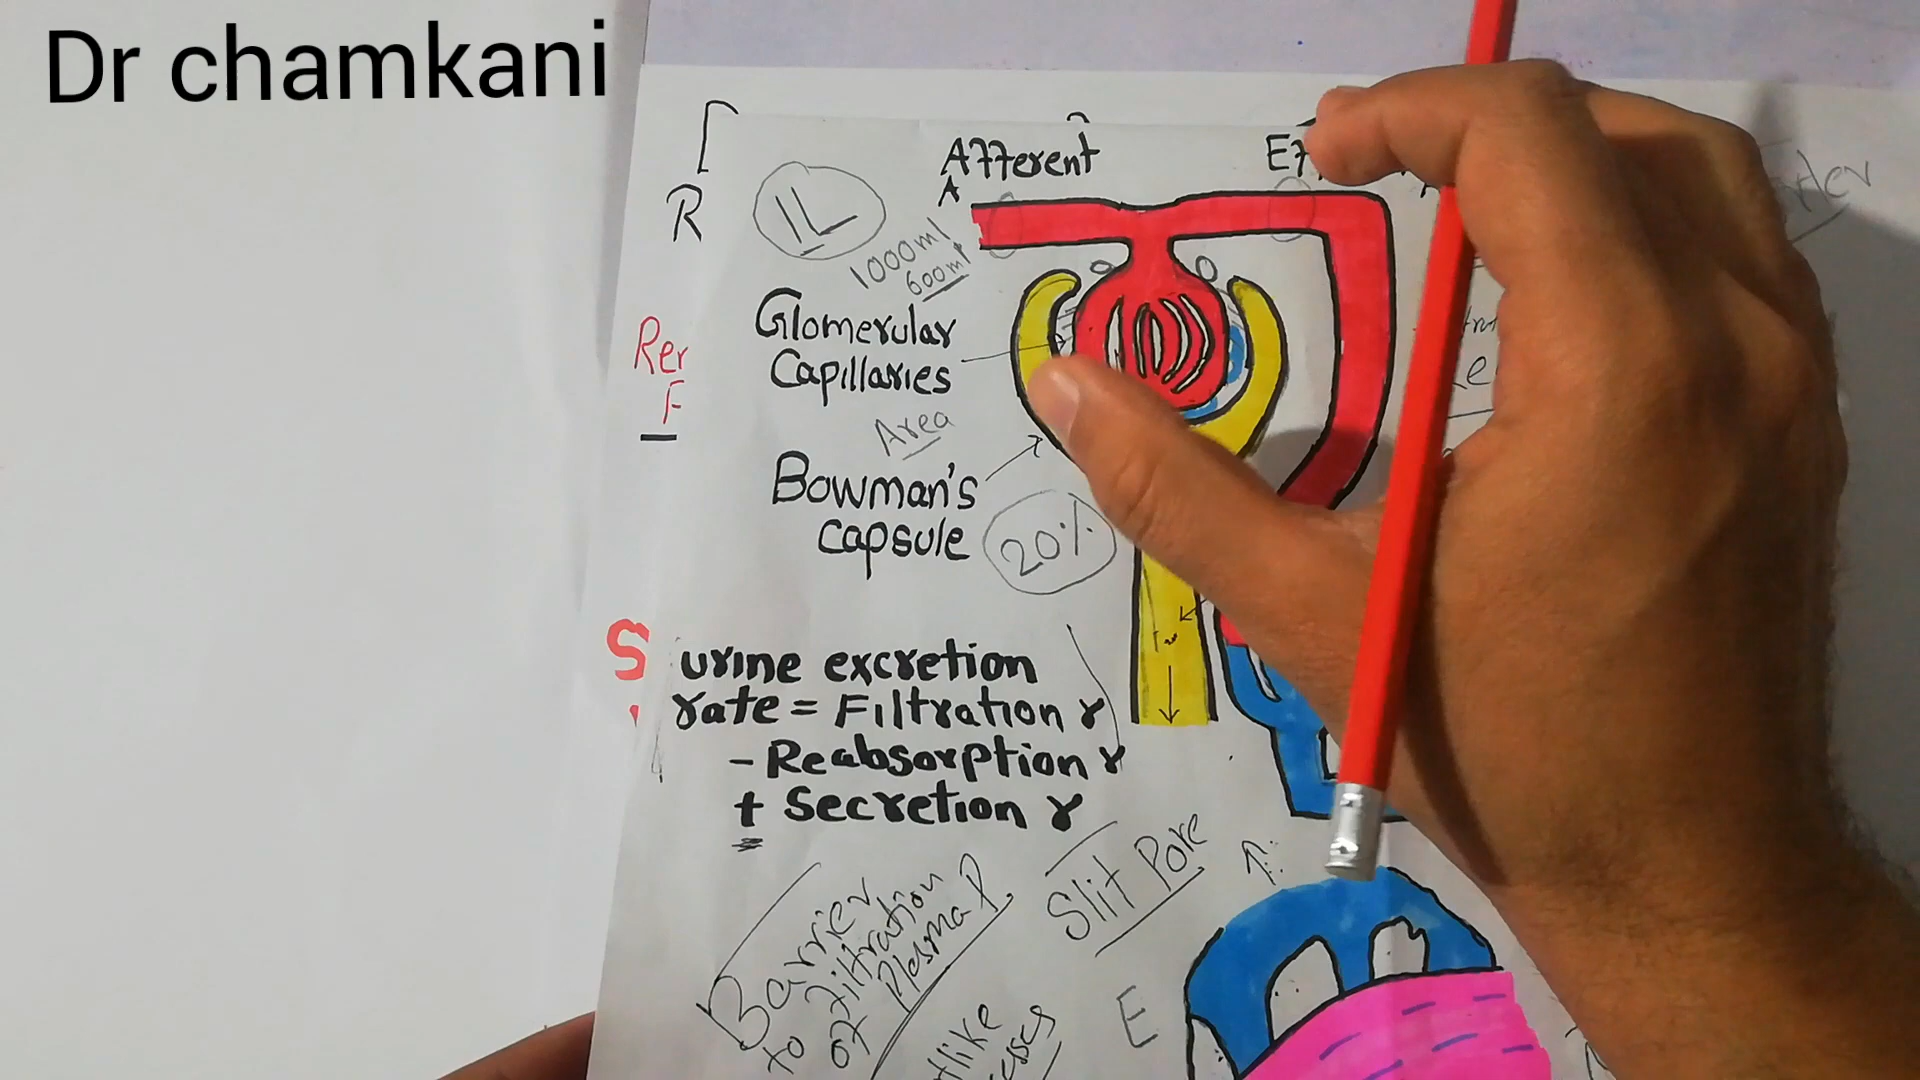 Dr chamkani
Afferent
A
R
1L
1000ml
600ml
Glomerular
Capillaries
Area
Bowman's
capsule
20%
S
urine excretion
rate = Filtration r
- Reabsorption r
+ Secretion r
Slit Pore
Barrier
to filtration
of Plasma P.
E